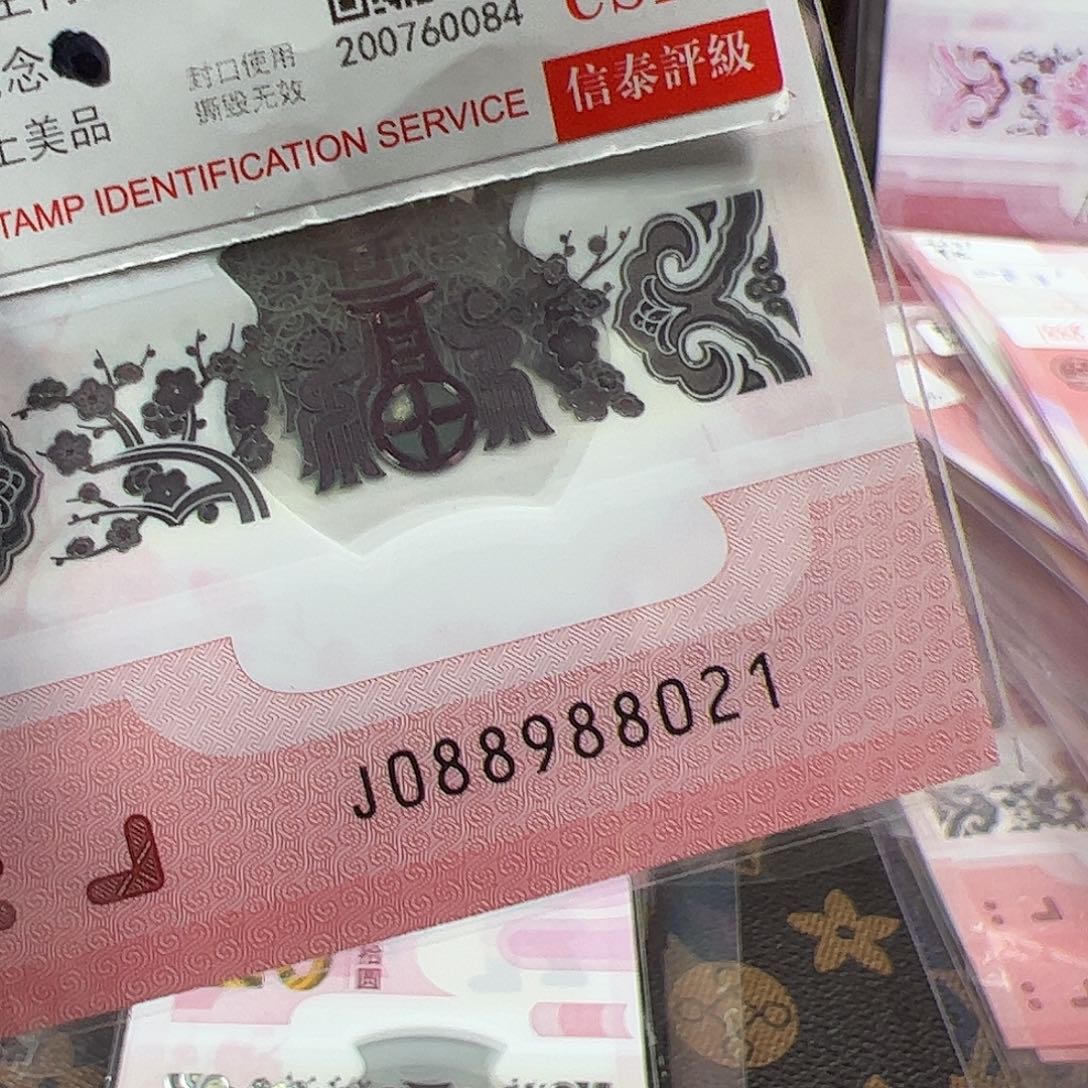 念
200760084
封口使用
撕毁无效
美品
信泰評級
TAMP IDENTIFICATION SERVICE
J088988021